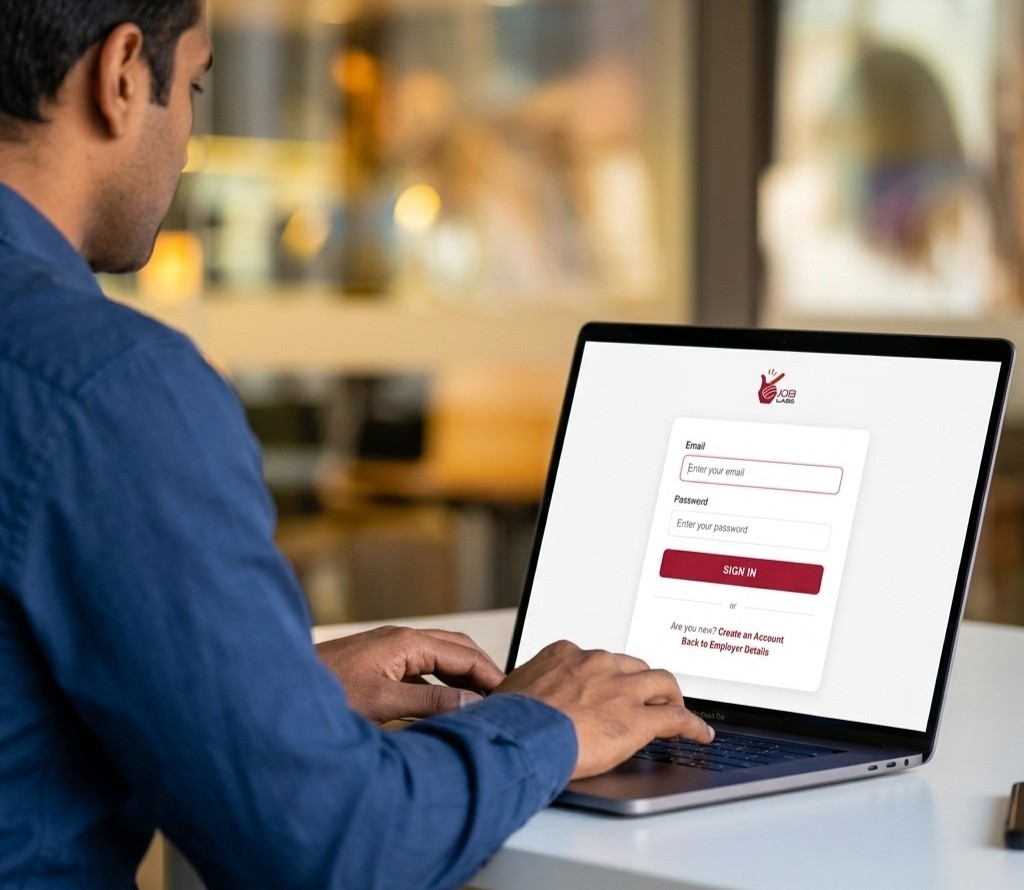 JOB
LABS
Email
Enter your email
Password
Enter your password
SIGN IN
or
Are you new? Create an Account
Back to Employer Details